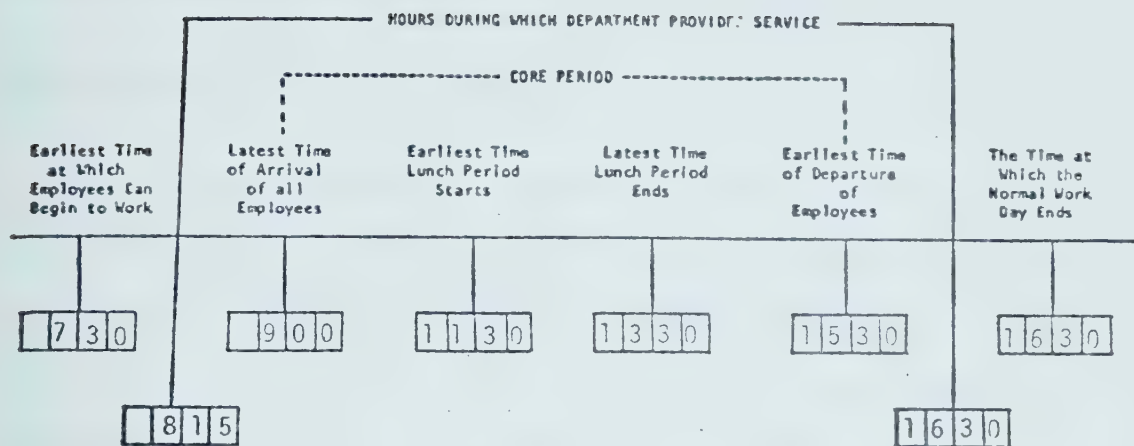 HOURS DURING WHICH DEPARTMENT PROVIDE: SERVICE
CORE PERIOD
Earliest Time
at Which
Employees Can
Begin to Work
Latest Time
of Arrival
of all
Employees
Earliest Time
Lunch Period
Starts
Latest Time
Lunch Period
Ends
Earliest Time
of Departure
of
Employees
The Time at
Which the
Normal Work
Day Ends
730
900
1130
1330
1530
1630
815
1630